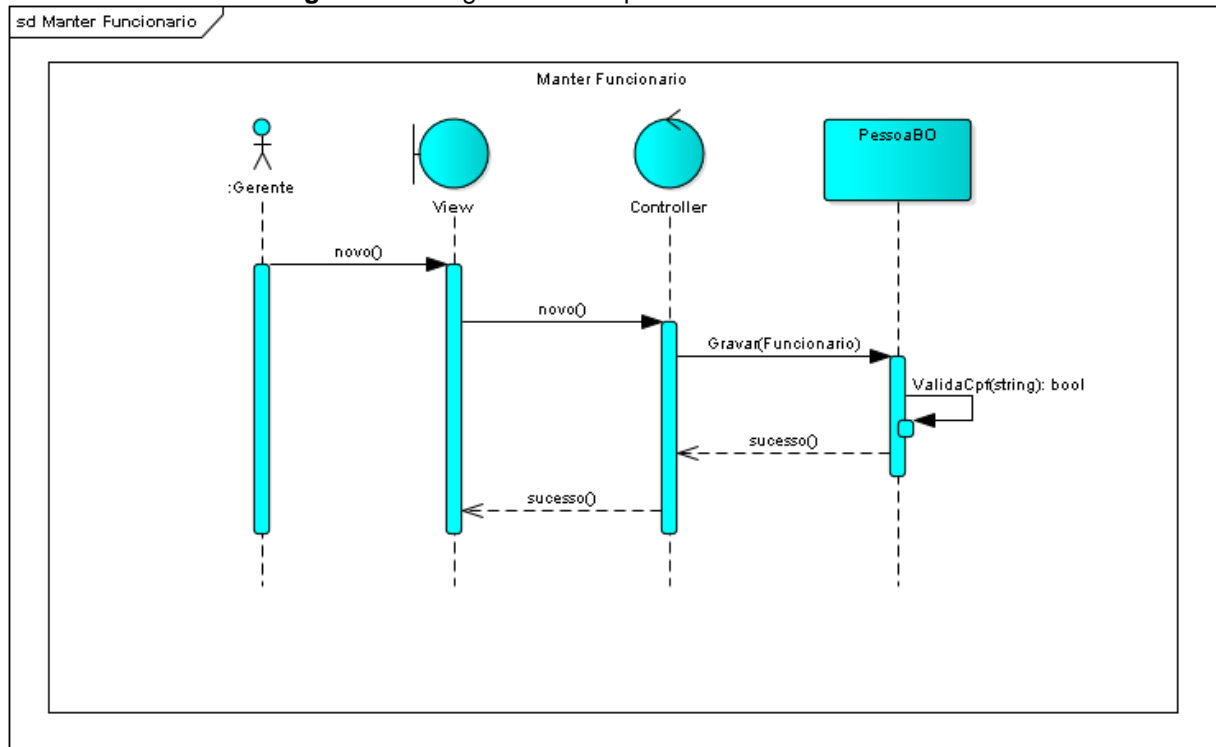 sd Manter Funcionario
Manter Funcionario
:Gerente
View
Controller
PessoaBO
novo()
novo()
Gravar(Funcionario)
ValidaCpf(string): bool
sucesso()
sucesso()